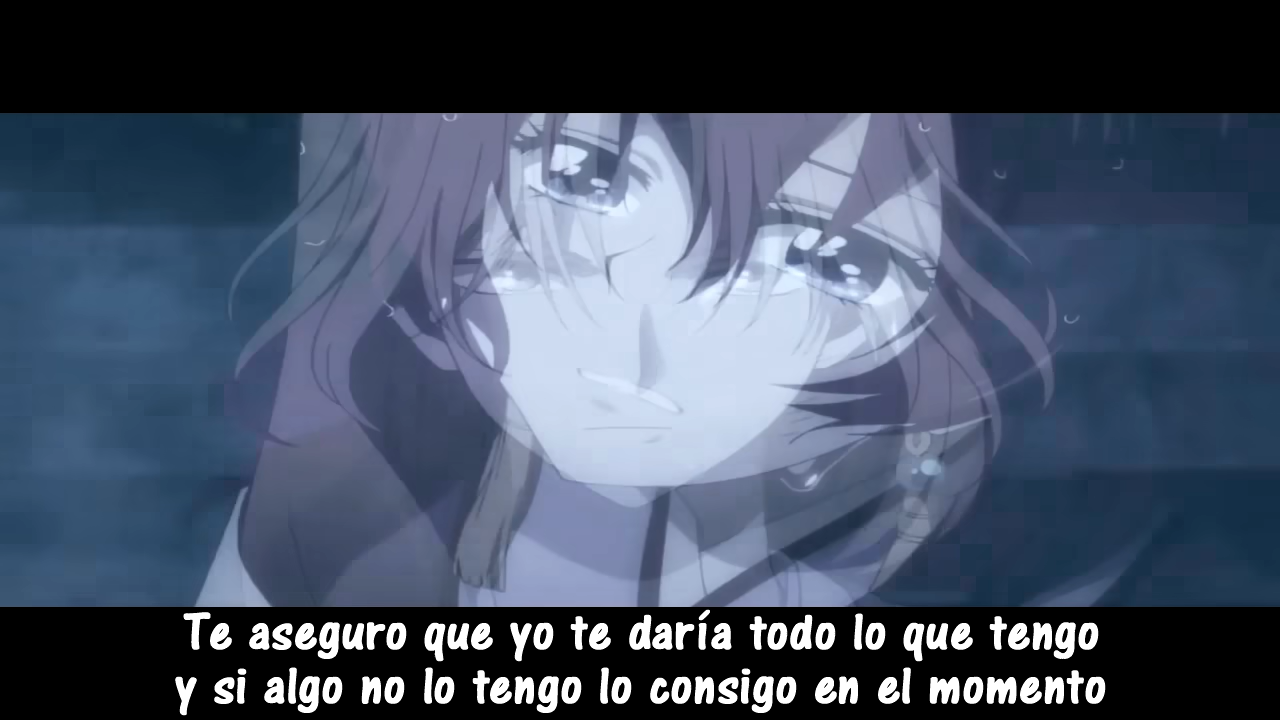 Te aseguro que yo te daría todo lo que tengo
y si algo no lo tengo lo consigo en el momento